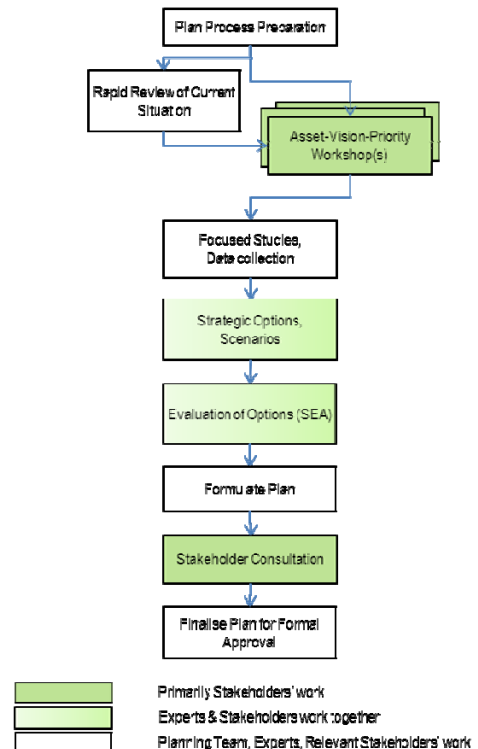 Plan Process Preparation
Rapid Review of Current
Situation
Asset-Vision-Priority
Workshop(s)
Focused Studies,
Data collection
Strategic Options,
Scenarios
Evaluation of Options (SEA)
Formulate Plan
Stakeholder Consultation
Finalise Plan for Formal
Approval
Primarily Stakeholders' work
Experts & Stakeholders work together
Planning Team, Experts, Relevant Stakeholders' work